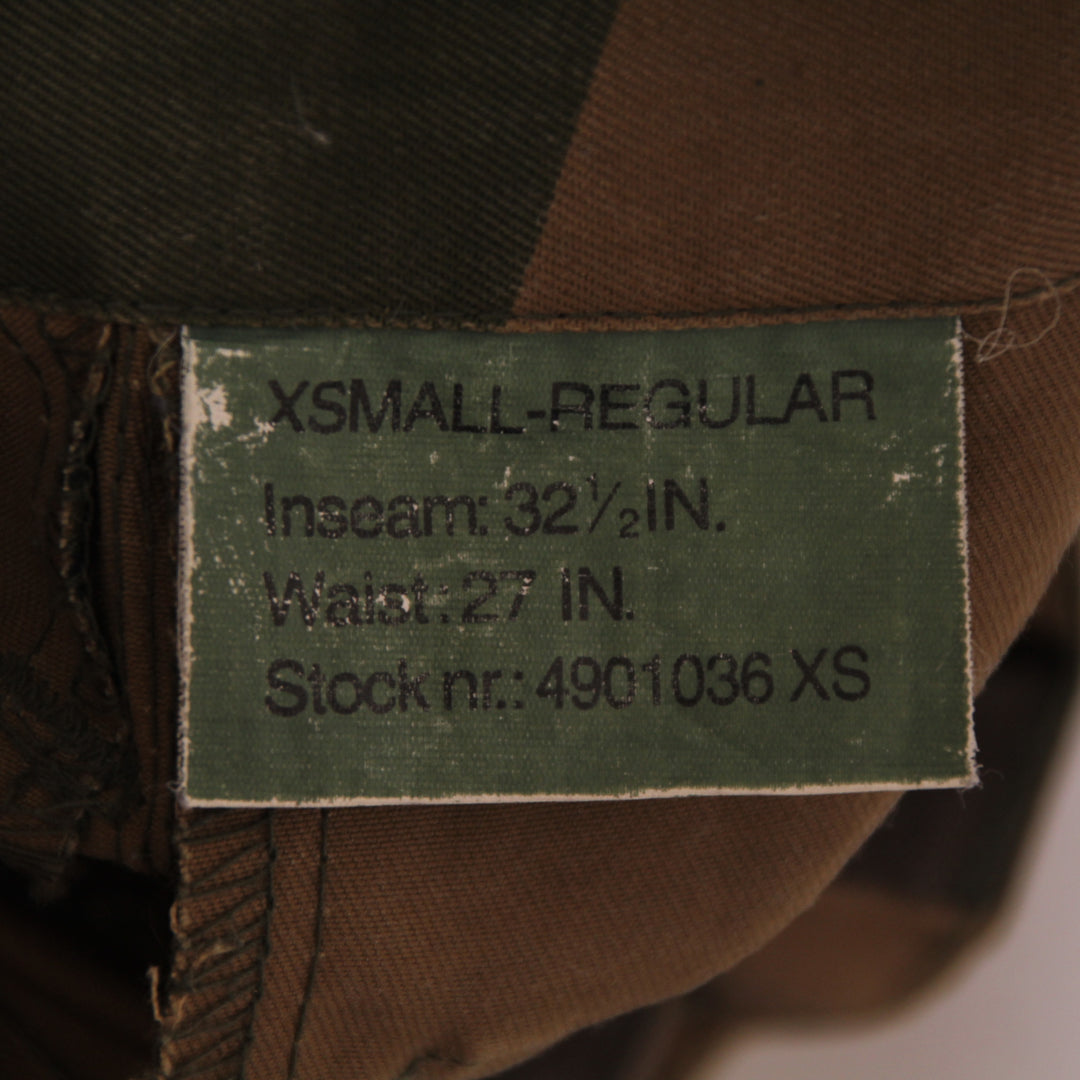 XSMALL-REGULAR
Inseam: 32½IN.
Waist: 27 IN.
Stock nr.: 4901036 XS